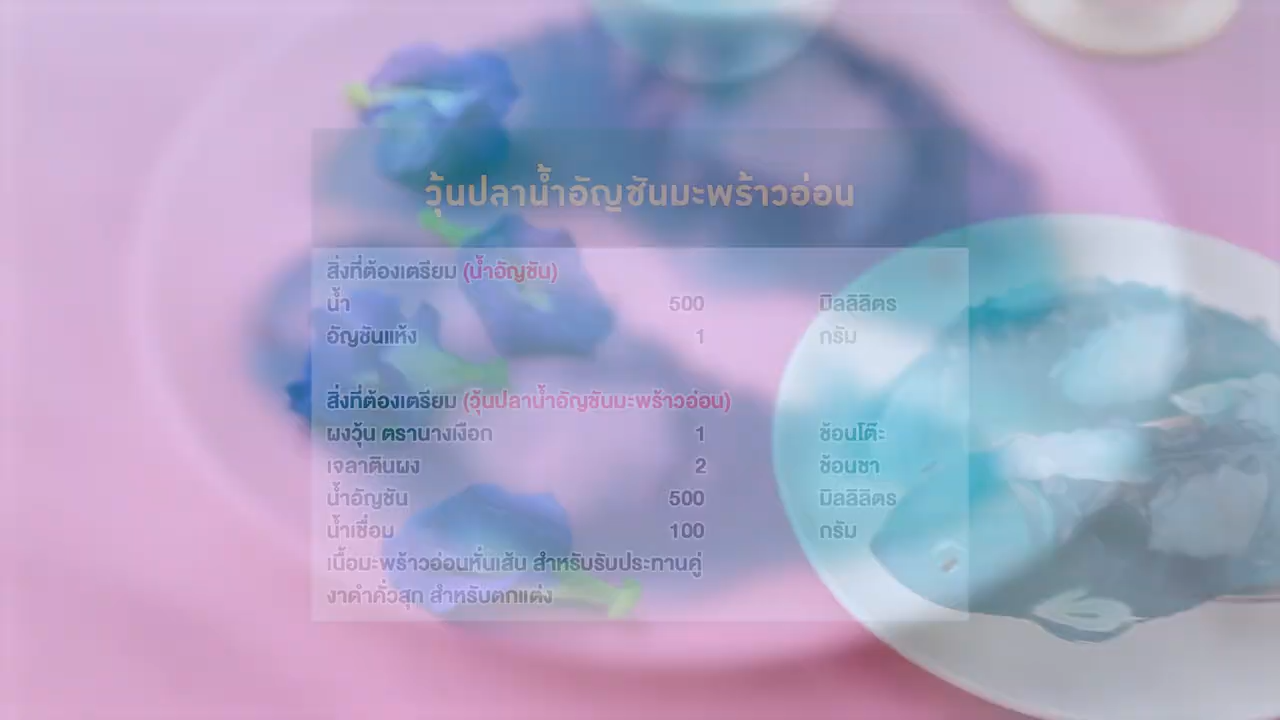 วุ้นปลาน้ำอัญชันมะพร้าวอ่อน
สิ่งที่ต้องเตรียม (น้ำอัญชัน)
น้ำ 500 มิลลิลิตร
อัญชันแห้ง 1 กรัม
สิ่งที่ต้องเตรียม (วุ้นปลาน้ำอัญชันมะพร้าวอ่อน)
ผงวุ้น ตรานางเงือก 1 ช้อนโต๊ะ
เจลาตินผง 2 ช้อนชา
น้ำอัญชัน 500 มิลลิลิตร
น้ำเชื่อม 100 กรัม
เนื้อมะพร้าวอ่อนหั่นเส้น สำหรับรับประทานคู่
งาดำคั่วสุก สำหรับตกแต่ง